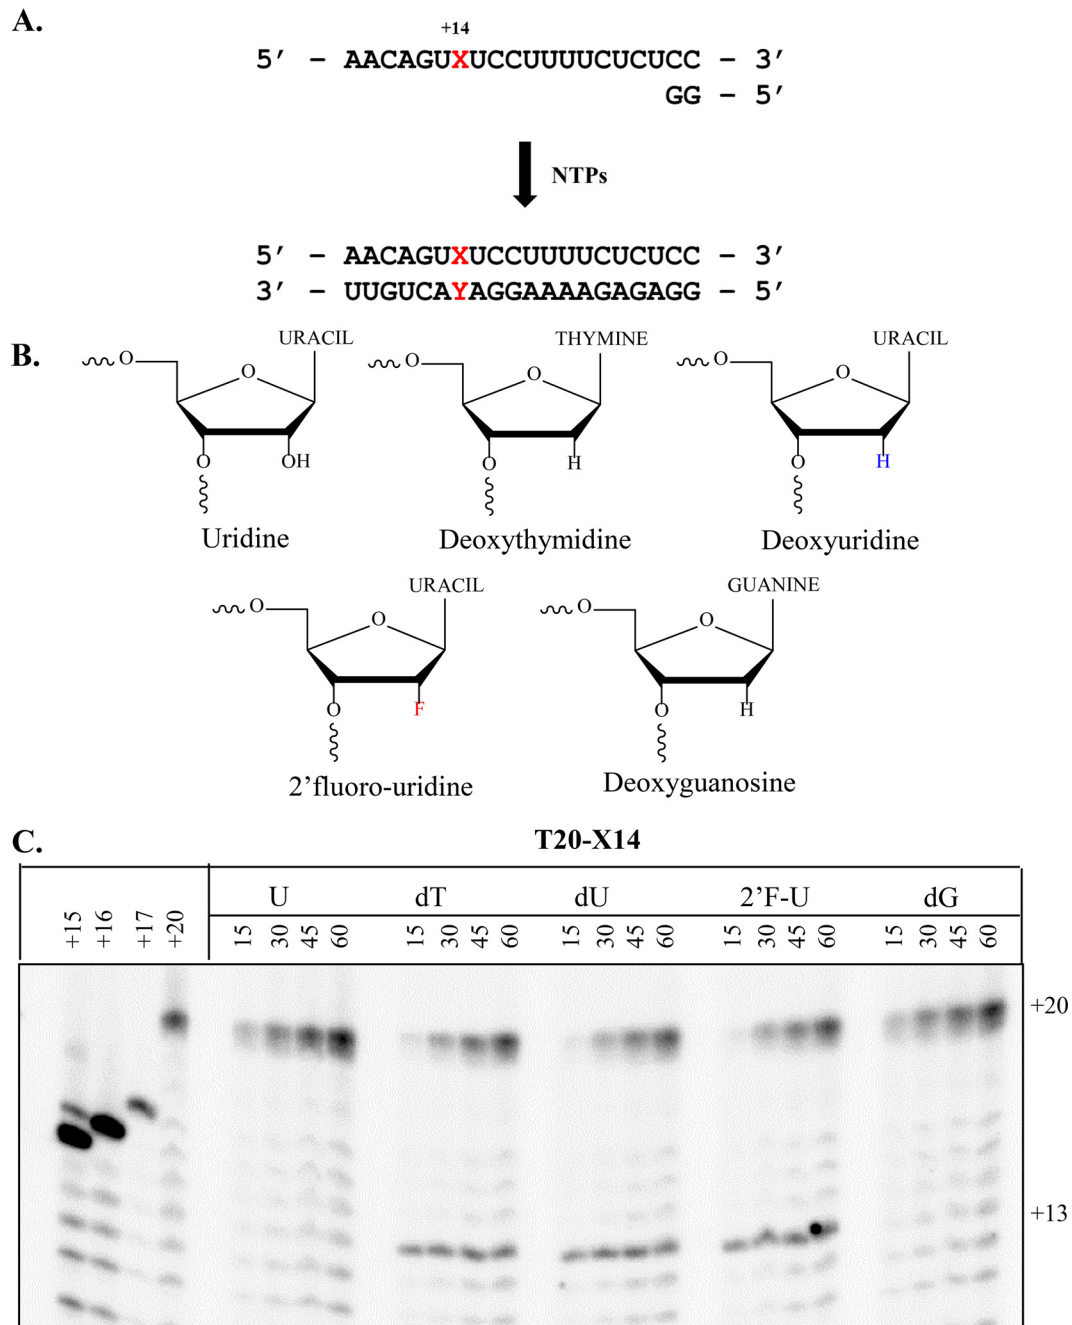 A.
+14
5' - AACAGUXUCCUUUUCUCUCC - 3'
GG - 5'
NTPs
5' - AACAGUXUCCUUUUCUCUCC - 3'
3' - UUGUCAYAGGAAAAGAGAGG - 5'
B.
URACIL THYMINE URACIL
O O O
O O O
O OH O H O H
Uridine Deoxythymidine Deoxyuridine
URACIL GUANINE
O O
O O
O F O H
2'fluoro-uridine Deoxyguanosine
C. T20-X14
U dT dU 2'F-U dG
+15 +16 +17 +20 15 30 45 60 15 30 45 60 15 30 45 60 15 30 45 60 15 30 45 60
+20
+13